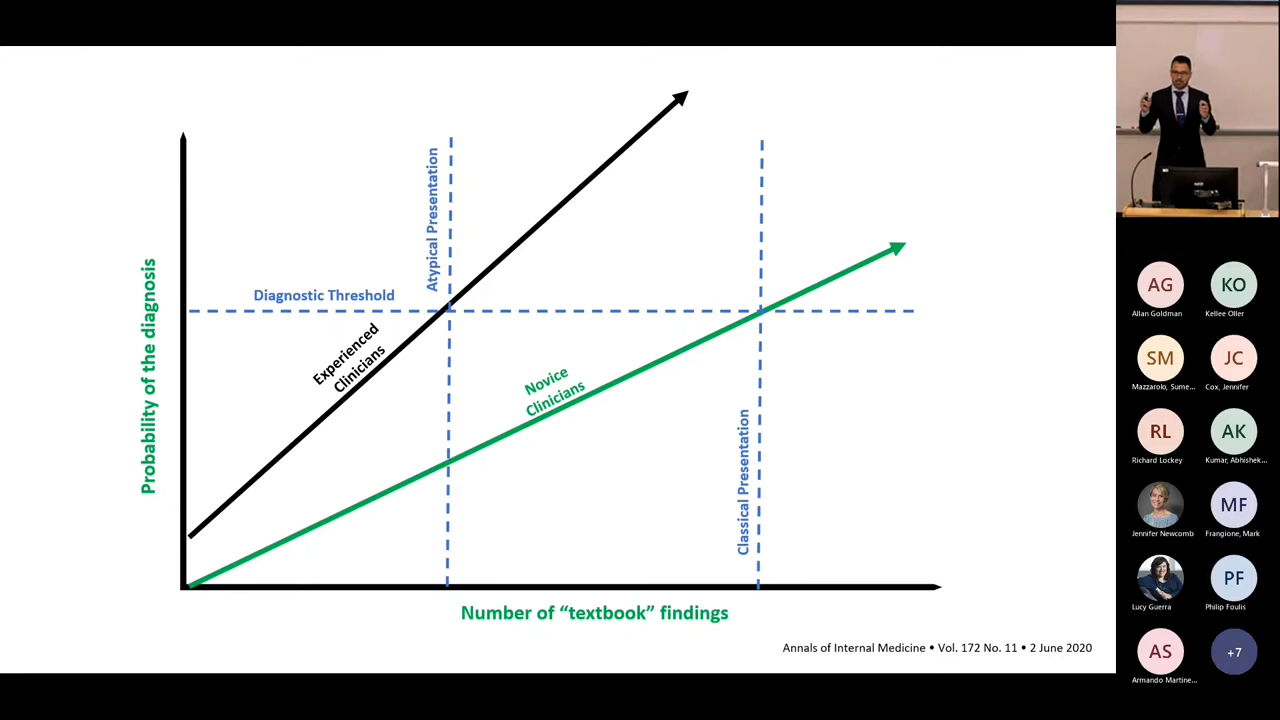 Probability of the diagnosis
Diagnostic Threshold
Atypical Presentation
Experienced
Clinicians
Novice
Clinicians
Classical Presentation
Number of “textbook” findings
Annals of Internal Medicine • Vol. 172 No. 11 • 2 June 2020
AG
KO
Allan Goldman
Kellee Oller
SM
JC
Mazzarolo, Sume...
Cox, Jennifer
RL
AK
Richard Lockey
Kumar, Abhishek...
MF
Jennifer Newcomb
Frangione, Mark
PF
Lucy Guerra
Philip Foulis
AS
+7
Armando Martine...